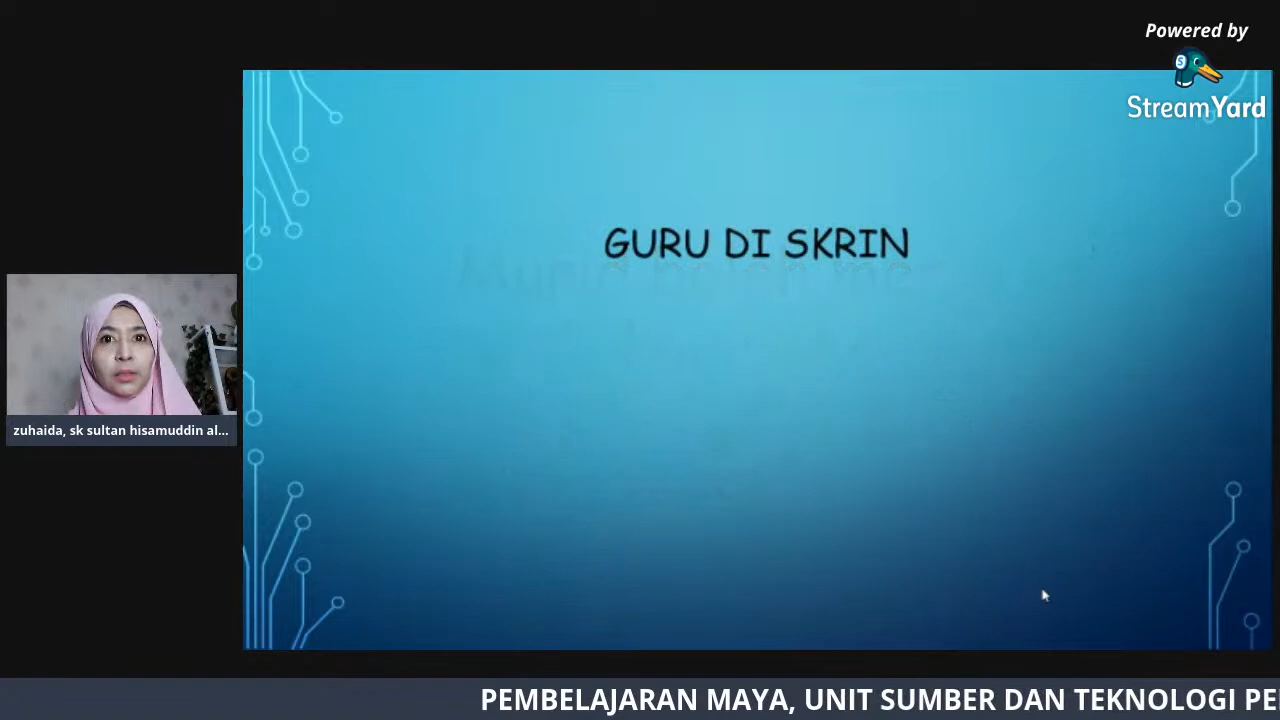 Powered by
StreamYard
GURU DI SKRIN
zuhaida, sk sultan hisamuddin al...
PEMBELAJARAN MAYA, UNIT SUMBER DAN TEKNOLOGI PE